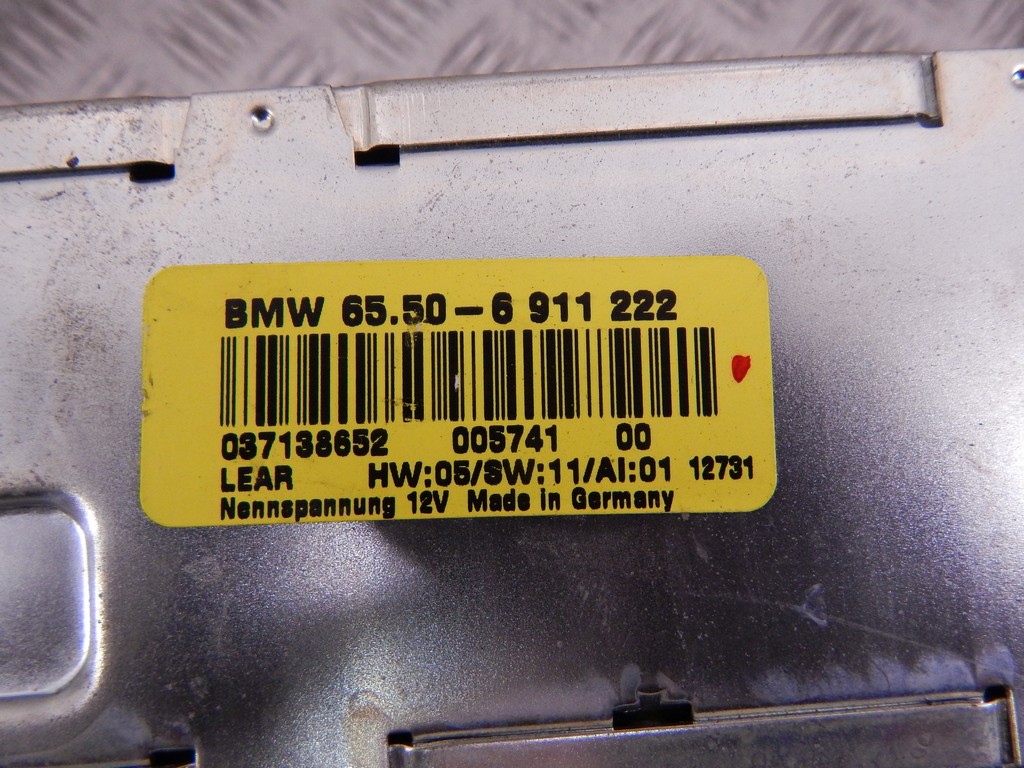 BMW 65.50-6 911 222
037138652 005741 00
LEAR HW:05/SW:11/AI:01 12731
Nennspannung 12V Made in Germany